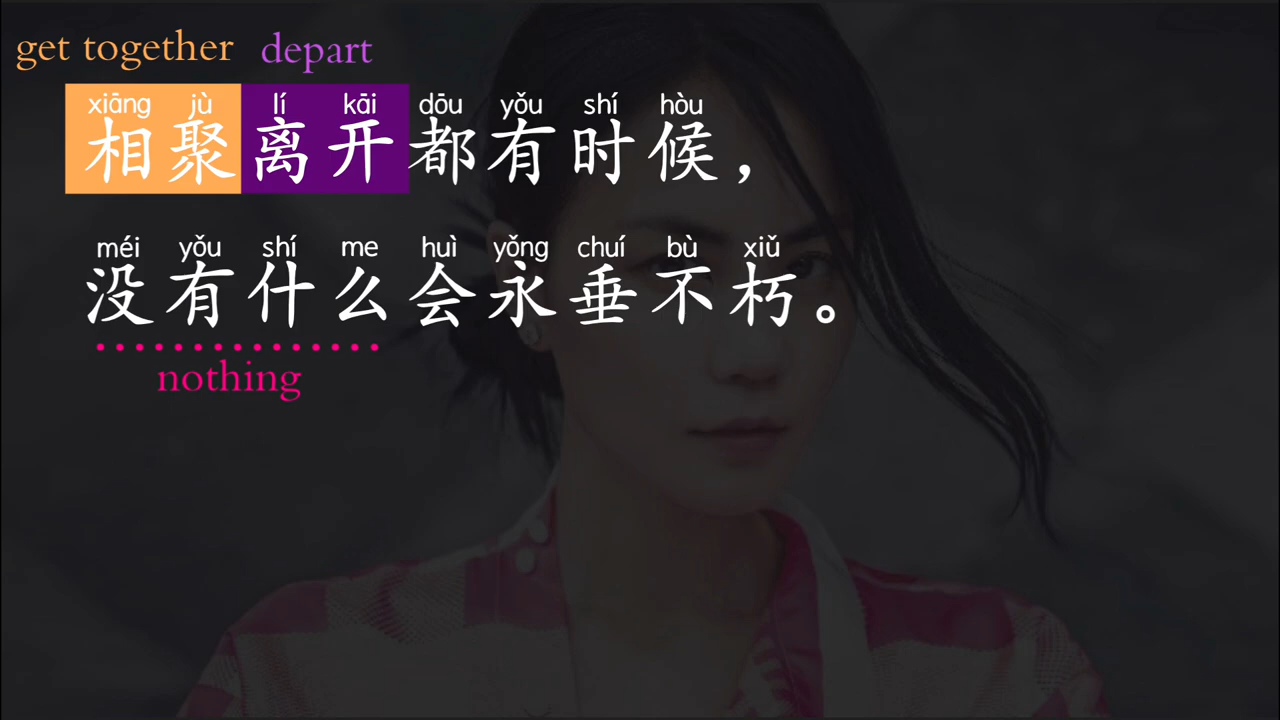 get together depart
xiāng jù lí kāi dōu yǒu shí hòu
相聚离开都有时候，
méi yǒu shí me huì yǒng chuí bù xiǔ
没有什么会永垂不朽。
nothing